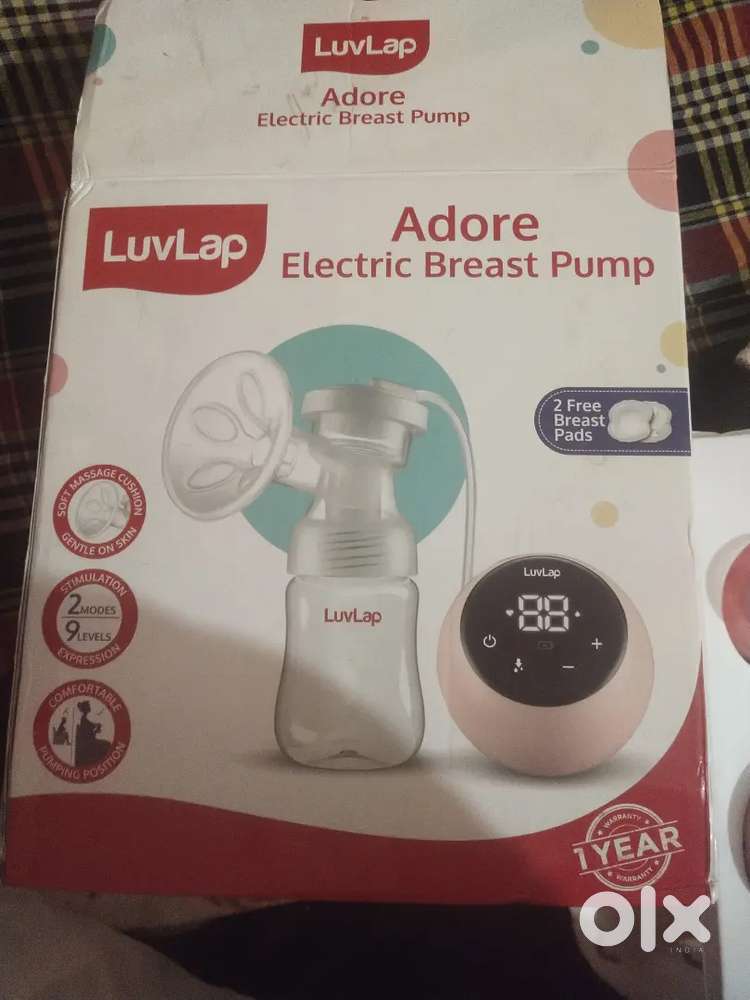 LuvLap
Adore
Electric Breast Pump
LuvLap
Adore
Electric Breast Pump
2 Free
Breast
Pads
SOFT MASSAGE CUSHION
GENTLE ON SKIN
STIMULATION
2 MODES
9 LEVELS
EXPRESSION
COMFORTABLE
PUMPING POSITION
LuvLap
LuvLap
88
WARRANTY
1 YEAR
WARRANTY
olx
INDIA